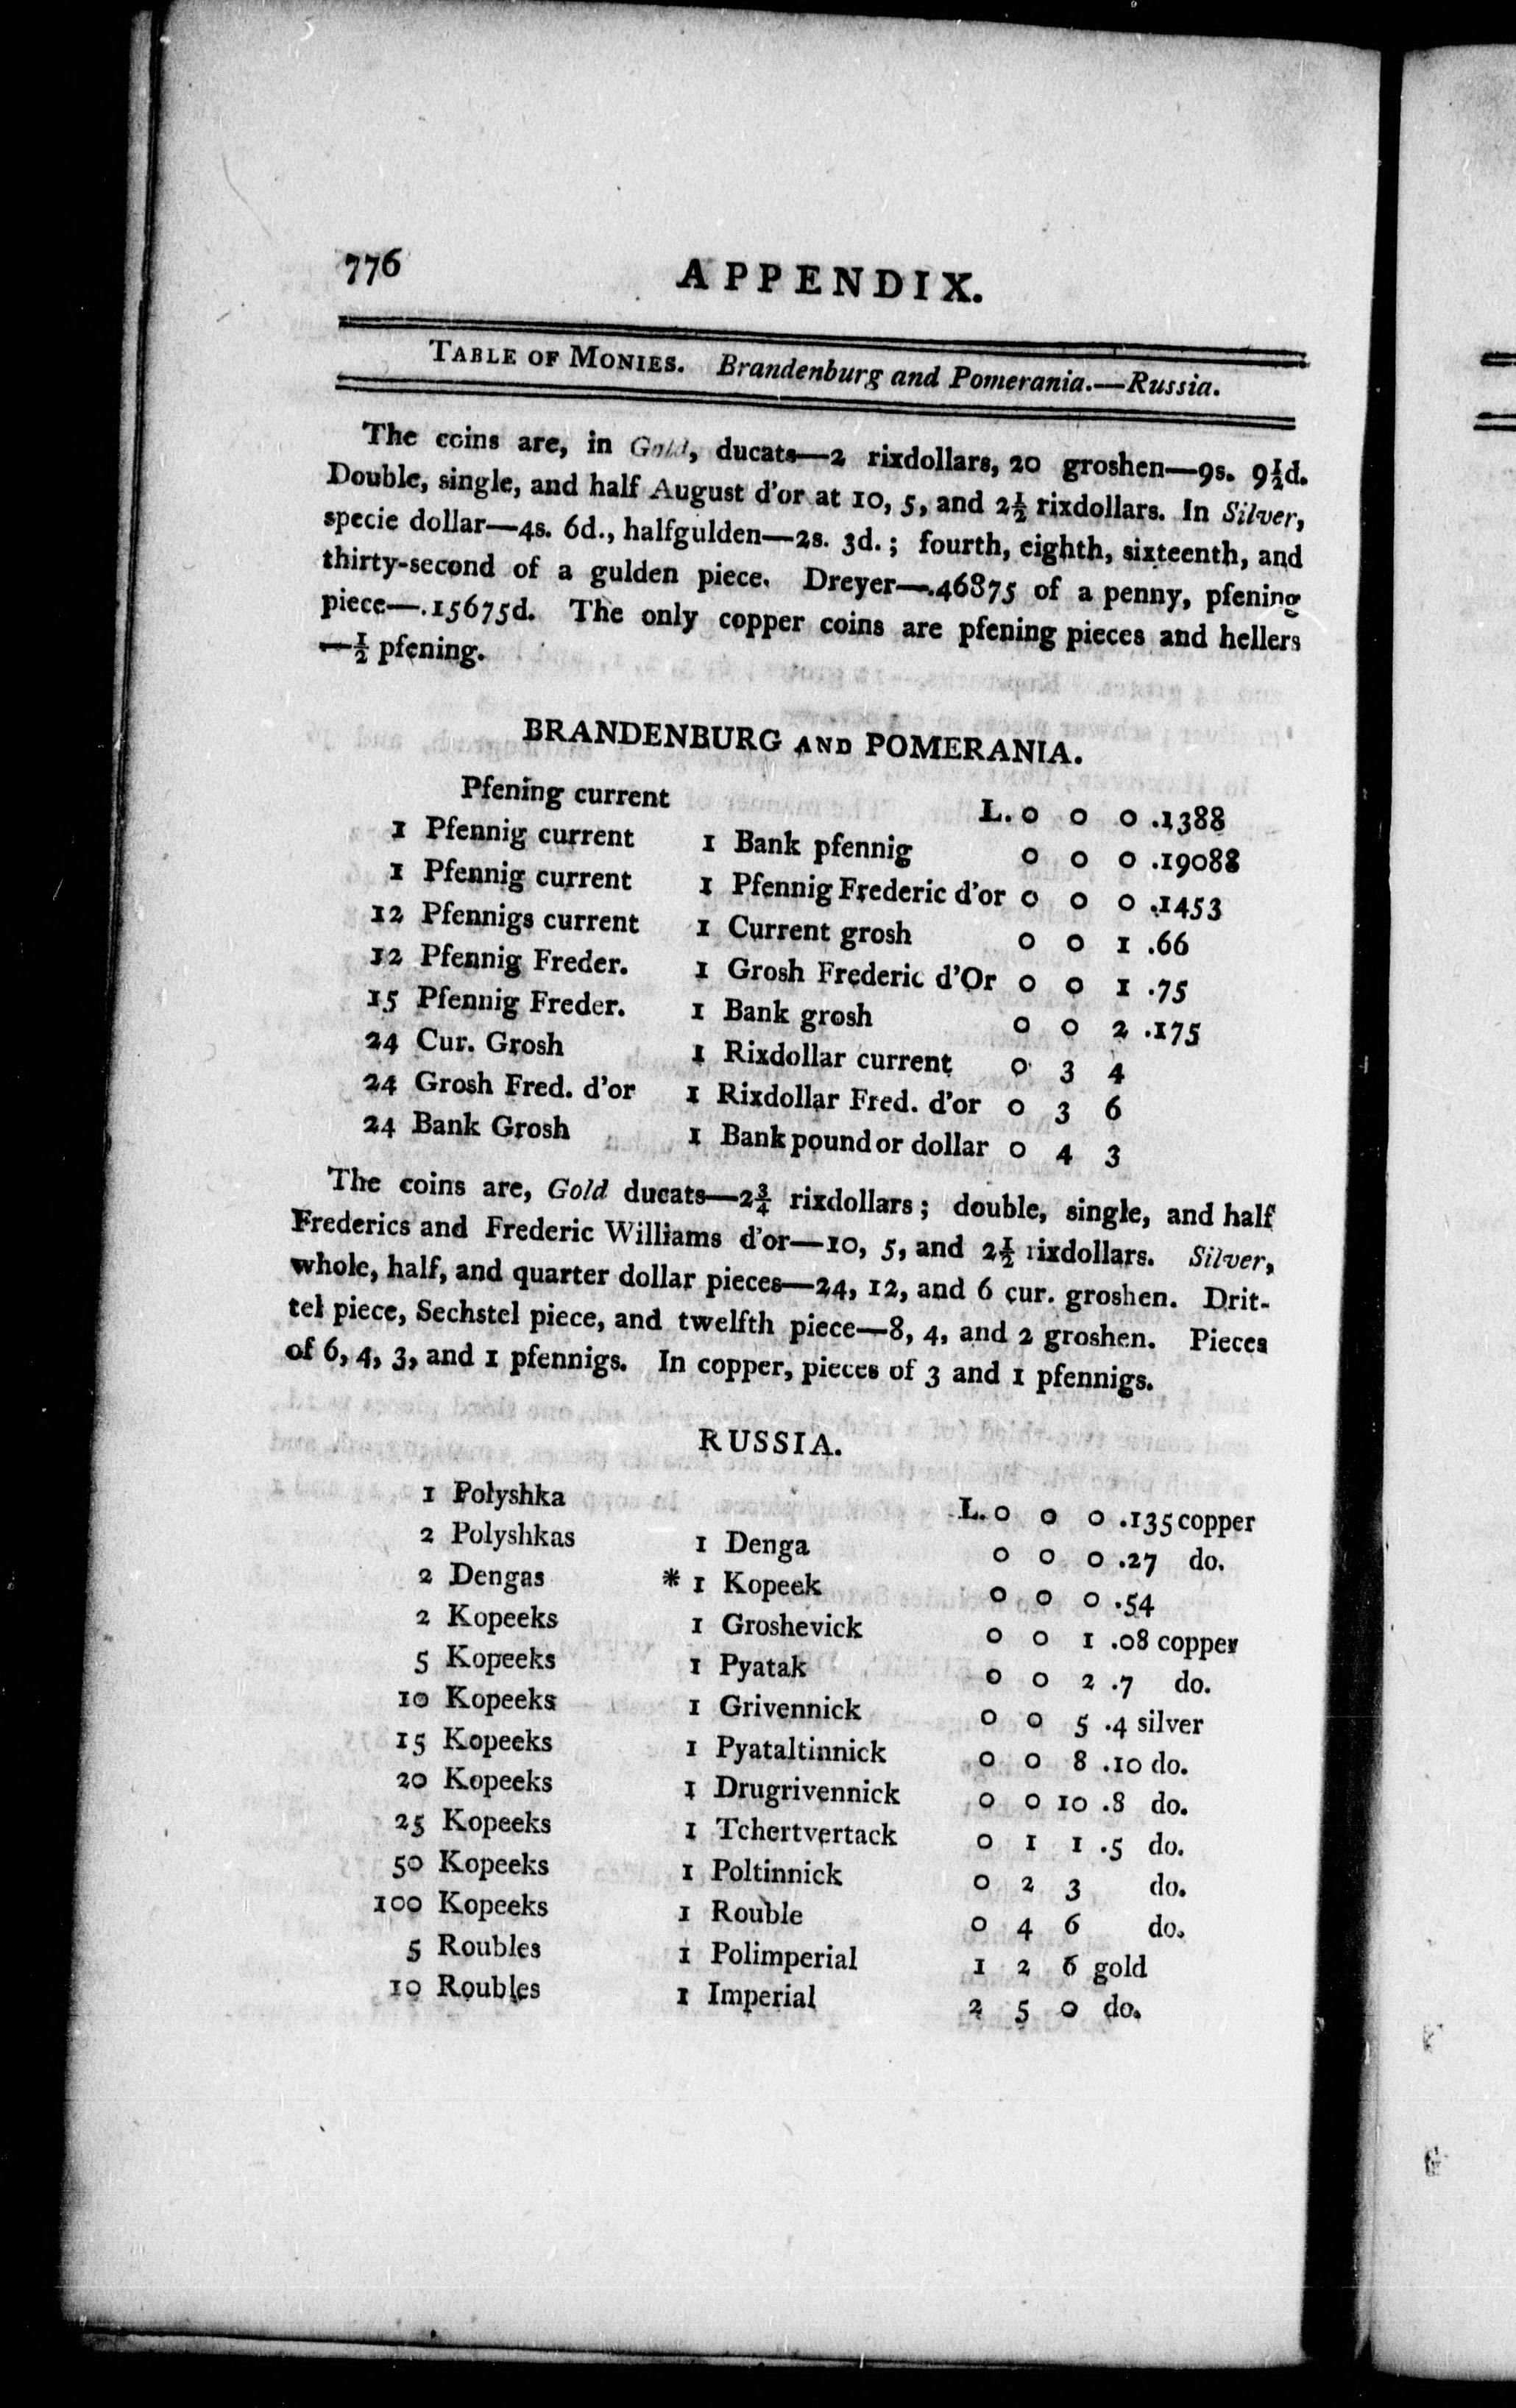 776 APPENDIX.
TABLE OF MONIES. Brandenburg and Pomerania.—Russia.
The coins are, in Gold, ducats—2 rixdollars, 20 groshen—9s. 9½d.
Double, single, and half August d'or at 10, 5, and 2½ rixdollars. In Silver,
specie dollar—4s. 6d., halfgulden—2s. 3d.; fourth, eighth, sixteenth, and
thirty-second of a gulden piece. Dreyer—.46875 of a penny, pfening
piece—.15675d. The only copper coins are pfening pieces and hellers
—½ pfening.
BRANDENBURG AND POMERANIA.
Pfening current L. 0 0 0 .1388
1 Pfennig current 1 Bank pfennig 0 0 0 .19088
1 Pfennig current 1 Pfennig Frederic d'or 0 0 0 .1453
12 Pfennigs current 1 Current grosh 0 0 1 .66
12 Pfennig Freder. 1 Grosh Frederic d'Or 0 0 1 .75
15 Pfennig Freder. 1 Bank grosh 0 0 2 .175
24 Cur. Grosh 1 Rixdollar current 0 3 4
24 Grosh Fred. d'or 1 Rixdollar Fred. d'or 0 3 6
24 Bank Grosh 1 Bank pound or dollar 0 4 3
The coins are, Gold ducats—2¾ rixdollars; double, single, and half
Frederics and Frederic Williams d'or—10, 5, and 2½ rixdollars. Silver,
whole, half, and quarter dollar pieces—24, 12, and 6 cur. groshen. Drit-
tel piece, Sechstel piece, and twelfth piece—8, 4, and 2 groshen. Pieces
of 6, 4, 3, and 1 pfennigs. In copper, pieces of 3 and 1 pfennigs.
RUSSIA.
1 Polyshka L. 0 0 0 .135 copper
2 Polyshkas 1 Denga 0 0 0 .27 do.
2 Dengas * 1 Kopeek 0 0 0 .54
2 Kopeeks 1 Groshevick 0 0 1 .08 copper
5 Kopeeks 1 Pyatak 0 0 2 .7 do.
10 Kopeeks 1 Grivennick 0 0 5 .4 silver
15 Kopeeks 1 Pyataltinnick 0 0 8 .10 do.
20 Kopeeks 1 Drugrivennick 0 0 10 .8 do.
25 Kopeeks 1 Tchertvertack 0 1 1 .5 do.
50 Kopeeks 1 Poltinnick 0 2 3 do.
100 Kopeeks 1 Rouble 0 4 6 do.
5 Roubles 1 Polimperial 1 2 6 gold
10 Roubles 1 Imperial 2 5 0 do.